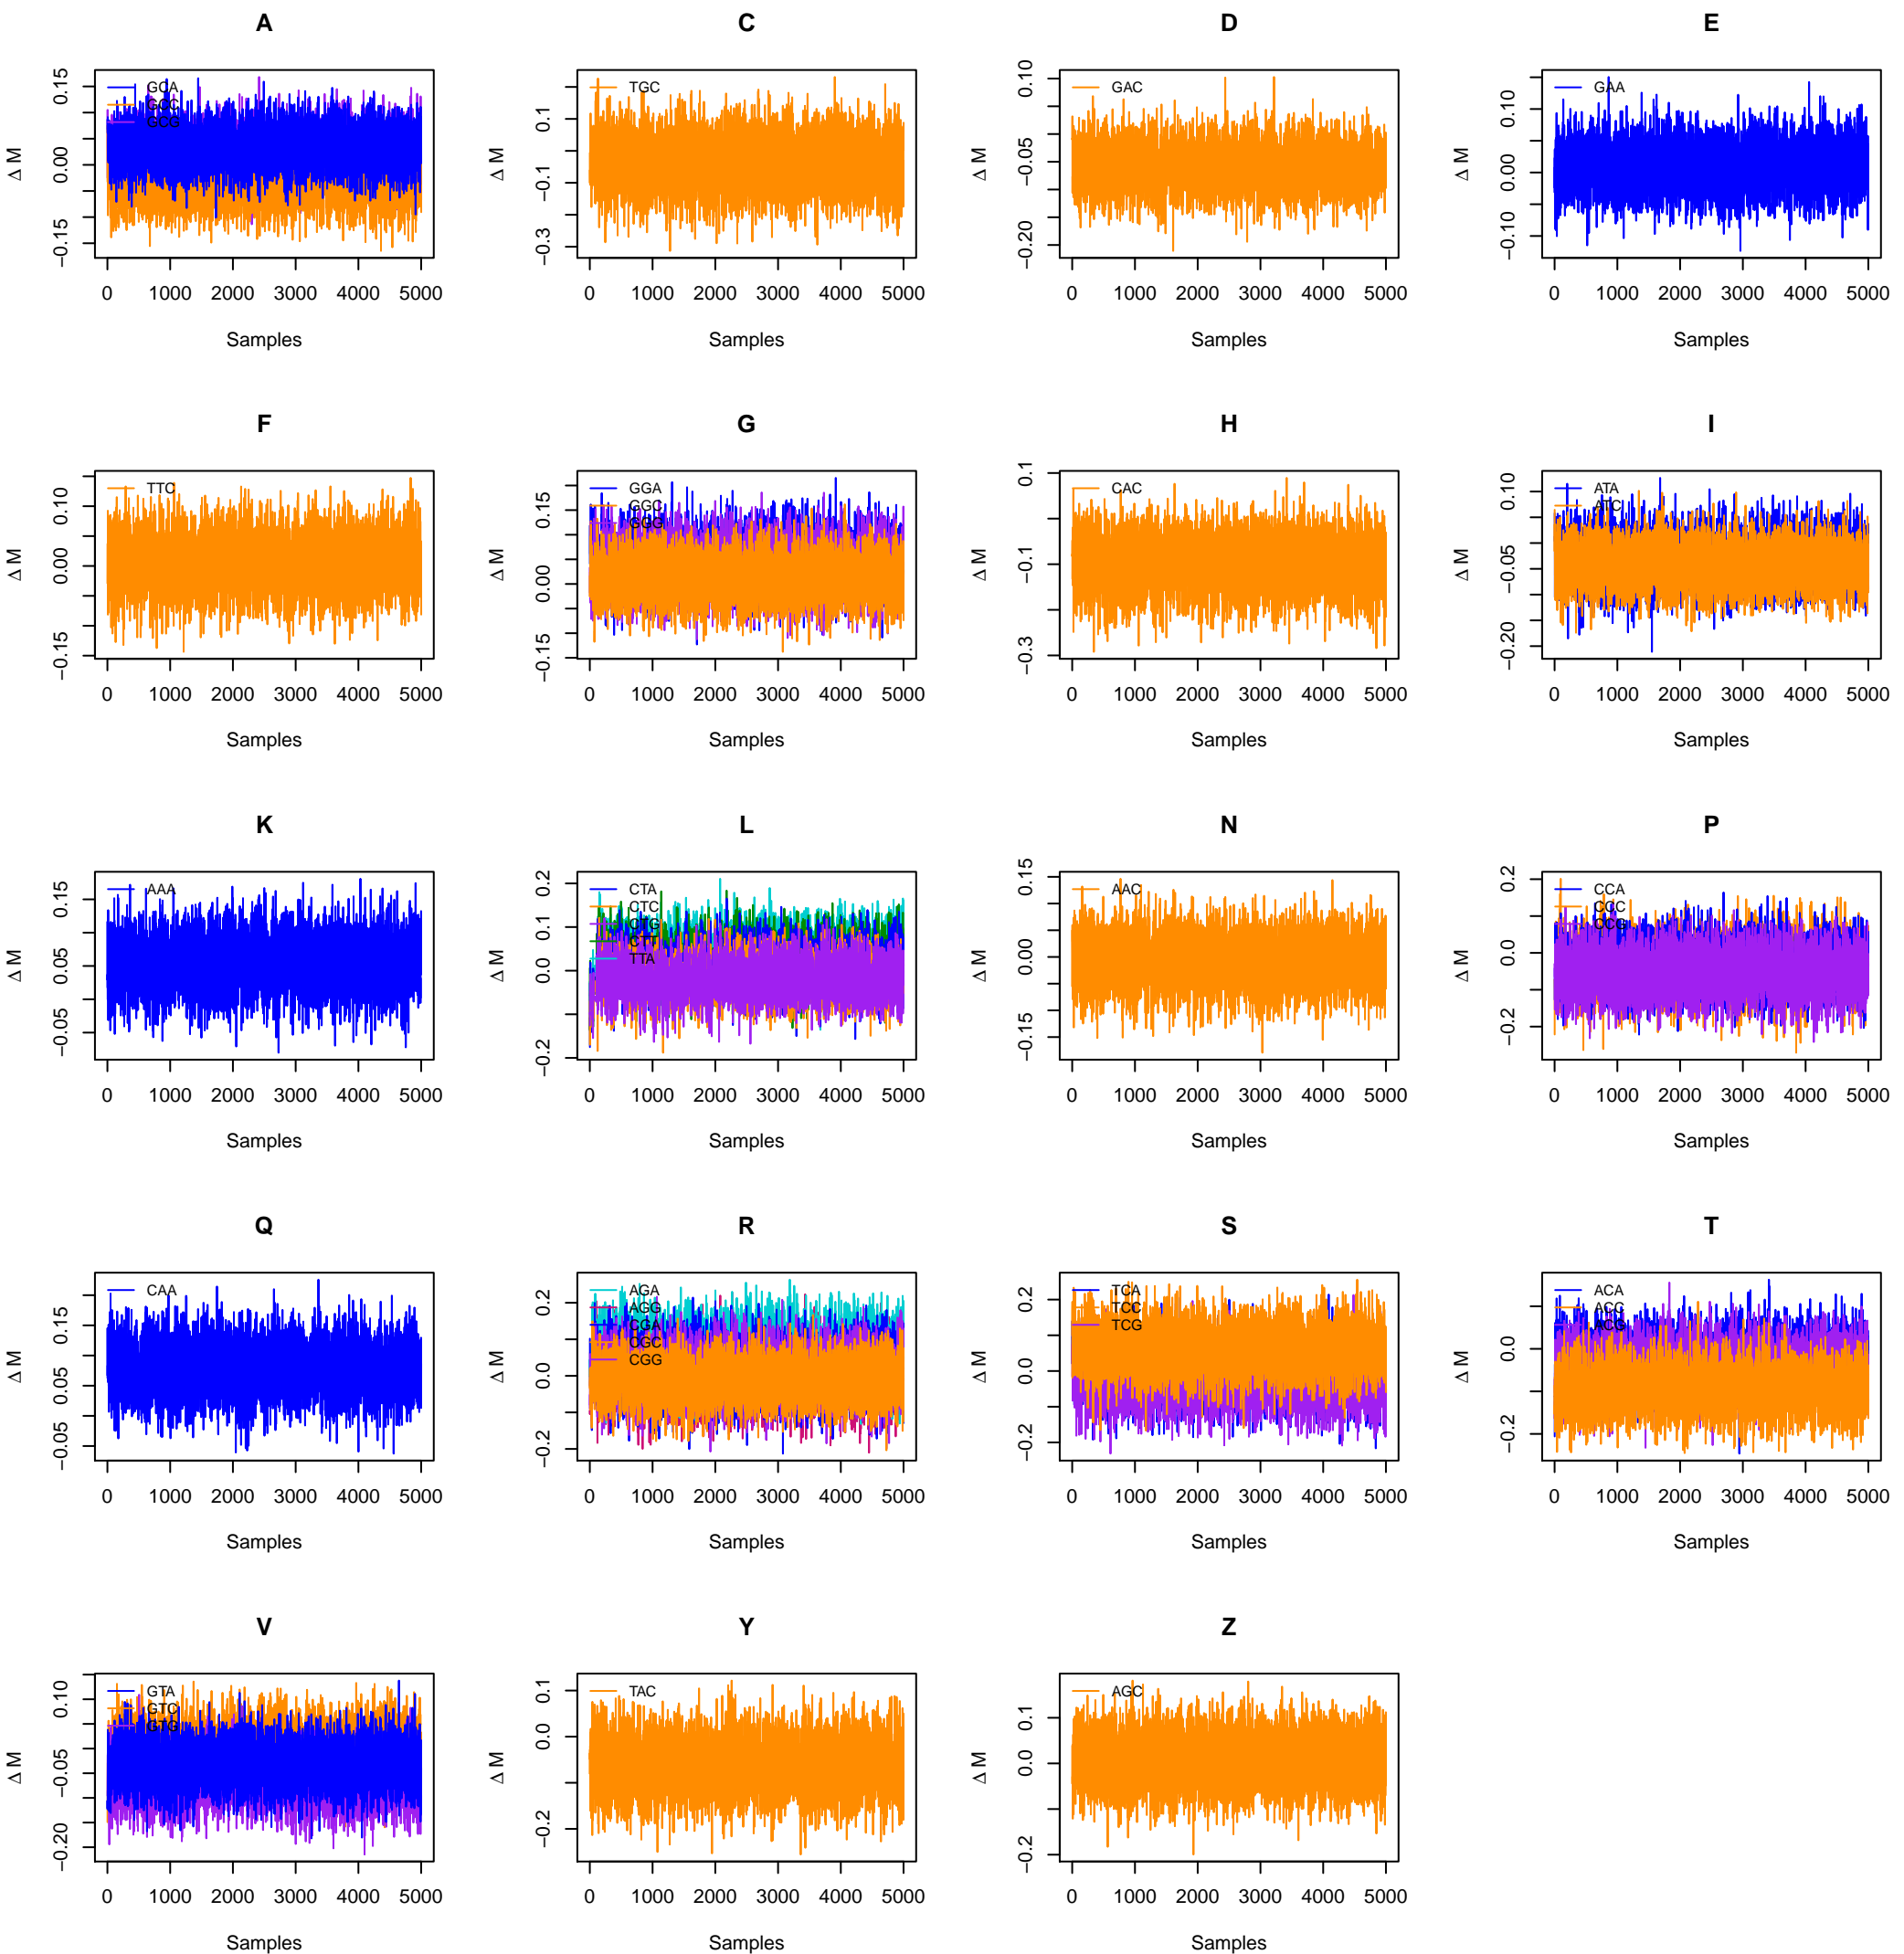 A
GCA
GCC
GCG
0.15
0.00
−0.15
Δ M
0 1000 2000 3000 4000 5000
Samples
C
TGC
0.1
−0.1
−0.3
Δ M
0 1000 2000 3000 4000 5000
Samples
D
GAC
0.10
−0.05
−0.20
Δ M
0 1000 2000 3000 4000 5000
Samples
E
GAA
0.10
0.00
−0.10
Δ M
0 1000 2000 3000 4000 5000
Samples
F
TTC
0.10
0.00
−0.15
Δ M
0 1000 2000 3000 4000 5000
Samples
G
GGA
GGC
GGG
0.15
0.00
−0.15
Δ M
0 1000 2000 3000 4000 5000
Samples
H
CAC
0.1
−0.1
−0.3
Δ M
0 1000 2000 3000 4000 5000
Samples
I
ATA
ATC
0.10
−0.05
−0.20
Δ M
0 1000 2000 3000 4000 5000
Samples
K
AAA
0.15
0.05
−0.05
Δ M
0 1000 2000 3000 4000 5000
Samples
L
CTA
CTC
CTG
CTT
TTA
0.2
0.1
0.0
−0.2
Δ M
0 1000 2000 3000 4000 5000
Samples
N
AAC
0.15
0.00
−0.15
Δ M
0 1000 2000 3000 4000 5000
Samples
P
CCA
CCC
CCG
0.2
0.0
−0.2
Δ M
0 1000 2000 3000 4000 5000
Samples
Q
CAA
0.15
0.05
−0.05
Δ M
0 1000 2000 3000 4000 5000
Samples
R
AGA
AGG
CGA
CGC
CGG
0.2
0.0
−0.2
Δ M
0 1000 2000 3000 4000 5000
Samples
S
TCA
TCC
TCG
0.2
0.0
−0.2
Δ M
0 1000 2000 3000 4000 5000
Samples
T
ACA
ACC
ACG
0.0
−0.2
Δ M
0 1000 2000 3000 4000 5000
Samples
V
GTA
GTC
GTG
0.10
−0.05
−0.20
Δ M
0 1000 2000 3000 4000 5000
Samples
Y
TAC
0.1
0.0
−0.2
Δ M
0 1000 2000 3000 4000 5000
Samples
Z
AGC
0.1
0.0
−0.2
Δ M
0 1000 2000 3000 4000 5000
Samples